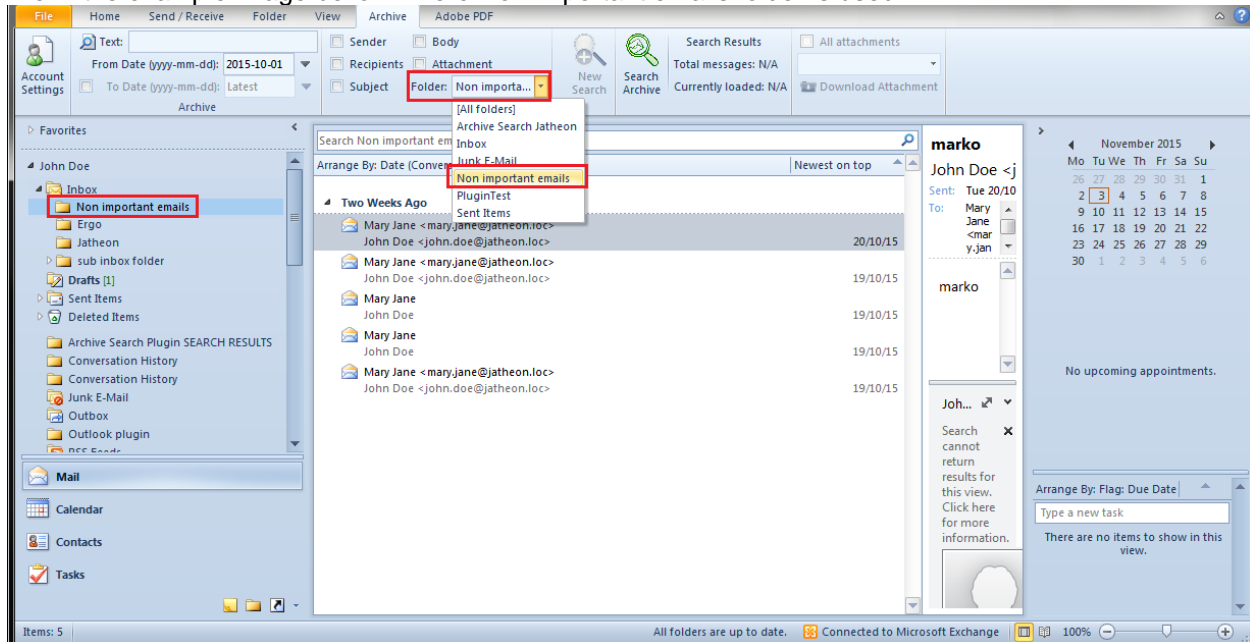 File Home Send / Receive Folder View Archive Adobe PDF
Text:
From Date (yyyy-mm-dd): 2015-10-01
To Date (yyyy-mm-dd): Latest
Account Settings
Archive
Sender Body
Recipients Attachment
Subject Folder: Non importa...
New Search
Search Archive
Search Results
Total messages: N/A
Currently loaded: N/A
All attachments
Download Attachment
[All folders]
Archive Search Jatheon
Inbox
Junk E-Mail
Non important emails
PluginTest
Sent Items
Favorites
John Doe
Inbox
Non important emails
Ergo
Jatheon
sub inbox folder
Drafts [1]
Sent Items
Deleted Items
Archive Search Plugin SEARCH RESULTS
Conversation History
Conversation History
Junk E-Mail
Outbox
Outlook plugin
RSS Feeds
Mail
Calendar
Contacts
Tasks
Search Non important em
Arrange By: Date (Conver Newest on top
Two Weeks Ago
Mary Jane <mary.jane@jatheon.loc>
John Doe <john.doe@jatheon.loc> 20/10/15
Mary Jane <mary.jane@jatheon.loc>
John Doe <john.doe@jatheon.loc> 19/10/15
Mary Jane
John Doe 19/10/15
Mary Jane
John Doe 19/10/15
Mary Jane <mary.jane@jatheon.loc>
John Doe <john.doe@jatheon.loc> 19/10/15
marko
John Doe <j
Sent: Tue 20/10
To: Mary
Jane
<mar
y.jan
marko
Joh...
Search
cannot
return
results for
this view.
Click here
for more
information.
November 2015
Mo Tu We Th Fr Sa Su
26 27 28 29 30 31 1
2 3 4 5 6 7 8
9 10 11 12 13 14 15
16 17 18 19 20 21 22
23 24 25 26 27 28 29
30 1 2 3 4 5 6
No upcoming appointments.
Arrange By: Flag: Due Date
Type a new task
There are no items to show in this
view.
Items: 5 All folders are up to date. Connected to Microsoft Exchange 100%